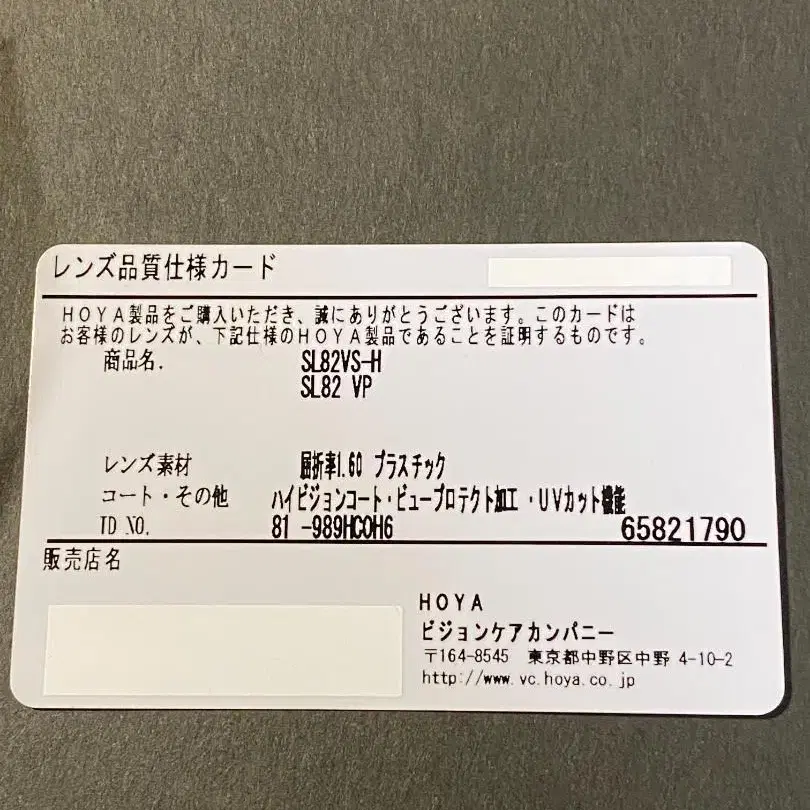 レンズ品質仕様カード
HOYA製品をご購入いただき、誠にありがとうございます。このカードは
お客様のレンズが、下記仕様のHOYA製品であることを証明するものです。
商品名. SL82VS-H
SL82 VP
レンズ素材 屈折率1.60 プラスチック
コート・その他 ハイビジョンコート・ビュープロテクト加工・UVカット機能
ID NO. 81 -989HCOH6 65821790
販売店名
HOYA
ビジョンケアカンパニー
〒164-8545 東京都中野区中野 4-10-2
http://www.vc.hoya.co.jp